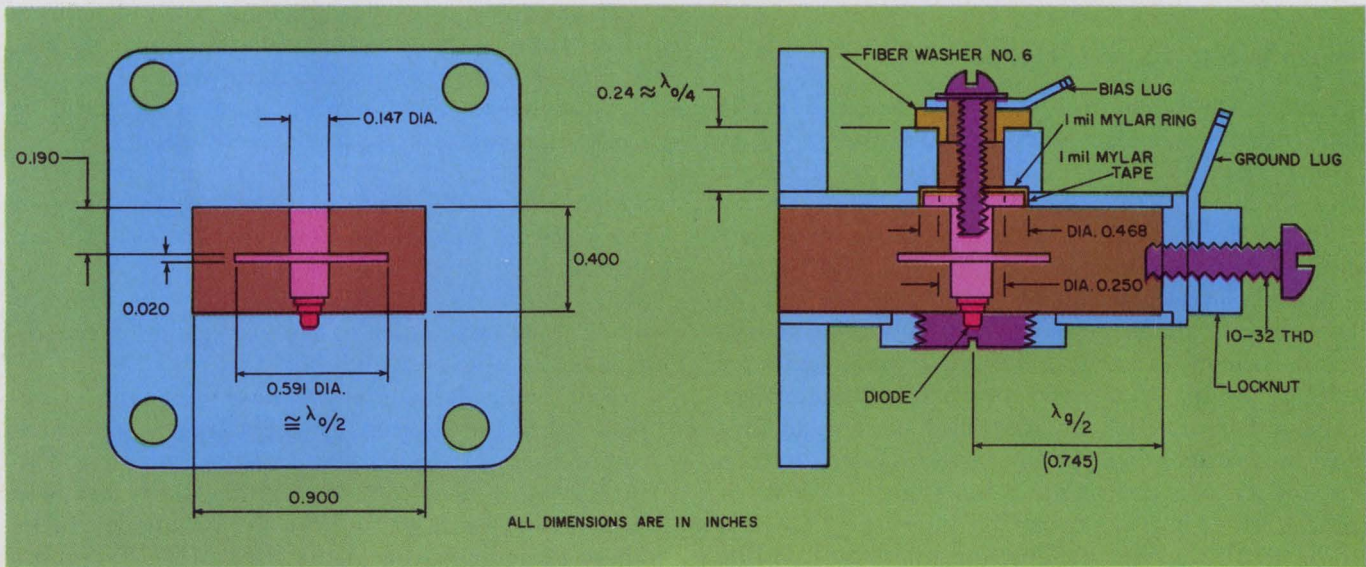 0.147 DIA.
0.190
0.400
0.020
0.591 DIA.
≅ λo/2
0.900
ALL DIMENSIONS ARE IN INCHES
FIBER WASHER NO. 6
0.24 ≈ λo/4
BIAS LUG
1 mil MYLAR RING
1 mil MYLAR
TAPE
GROUND LUG
DIA. 0.468
DIA. 0.250
10-32 THD
LOCKNUT
DIODE
λg/2
(0.745)